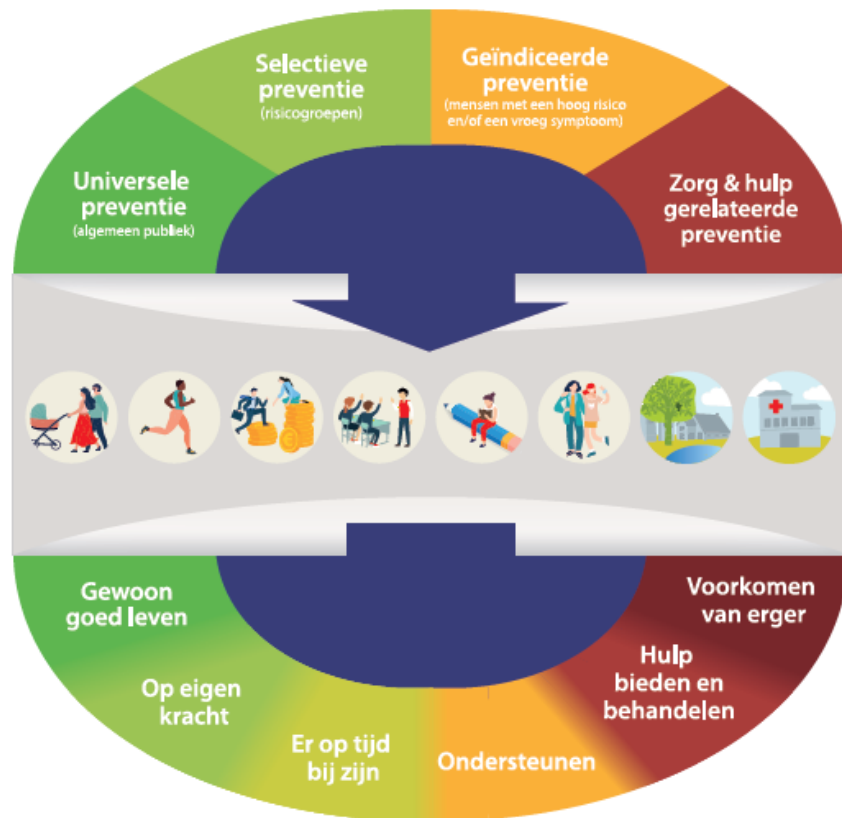 Selectieve
preventie
(risicogroepen)
Geïndiceerde
preventie
(mensen met een hoog risico
en/of een vroeg symptoom)
Universele
preventie
(algemeen publiek)
Zorg & hulp
gerelateerde
preventie
Gewoon
goed leven
Op eigen
kracht
Er op tijd
bij zijn
Ondersteunen
Hulp
bieden en
behandelen
Voorkomen
van erger